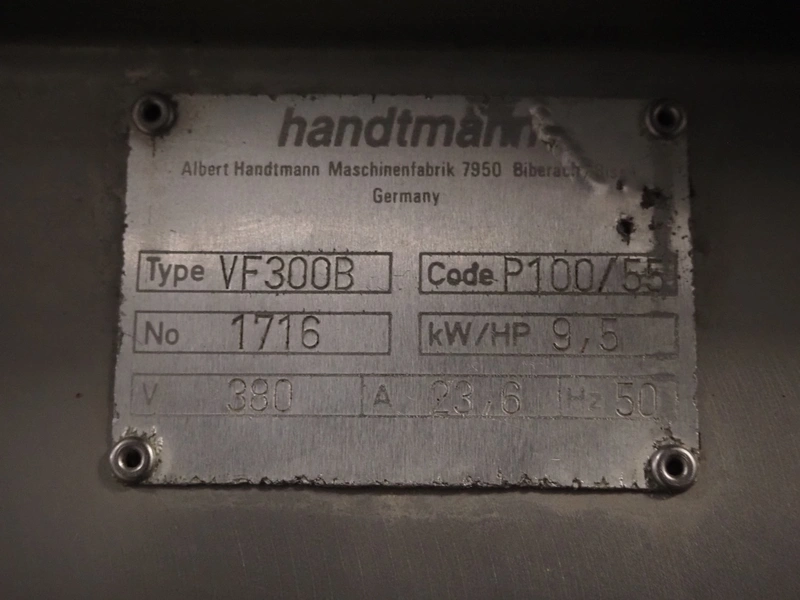 handtmann
Albert Handtmann Maschinenfabrik 7950 Biberach/Riss
Germany
Type VF300B Code P100/55
No 1716 kW/HP 9,5
V 380 A 23,6 Hz 50